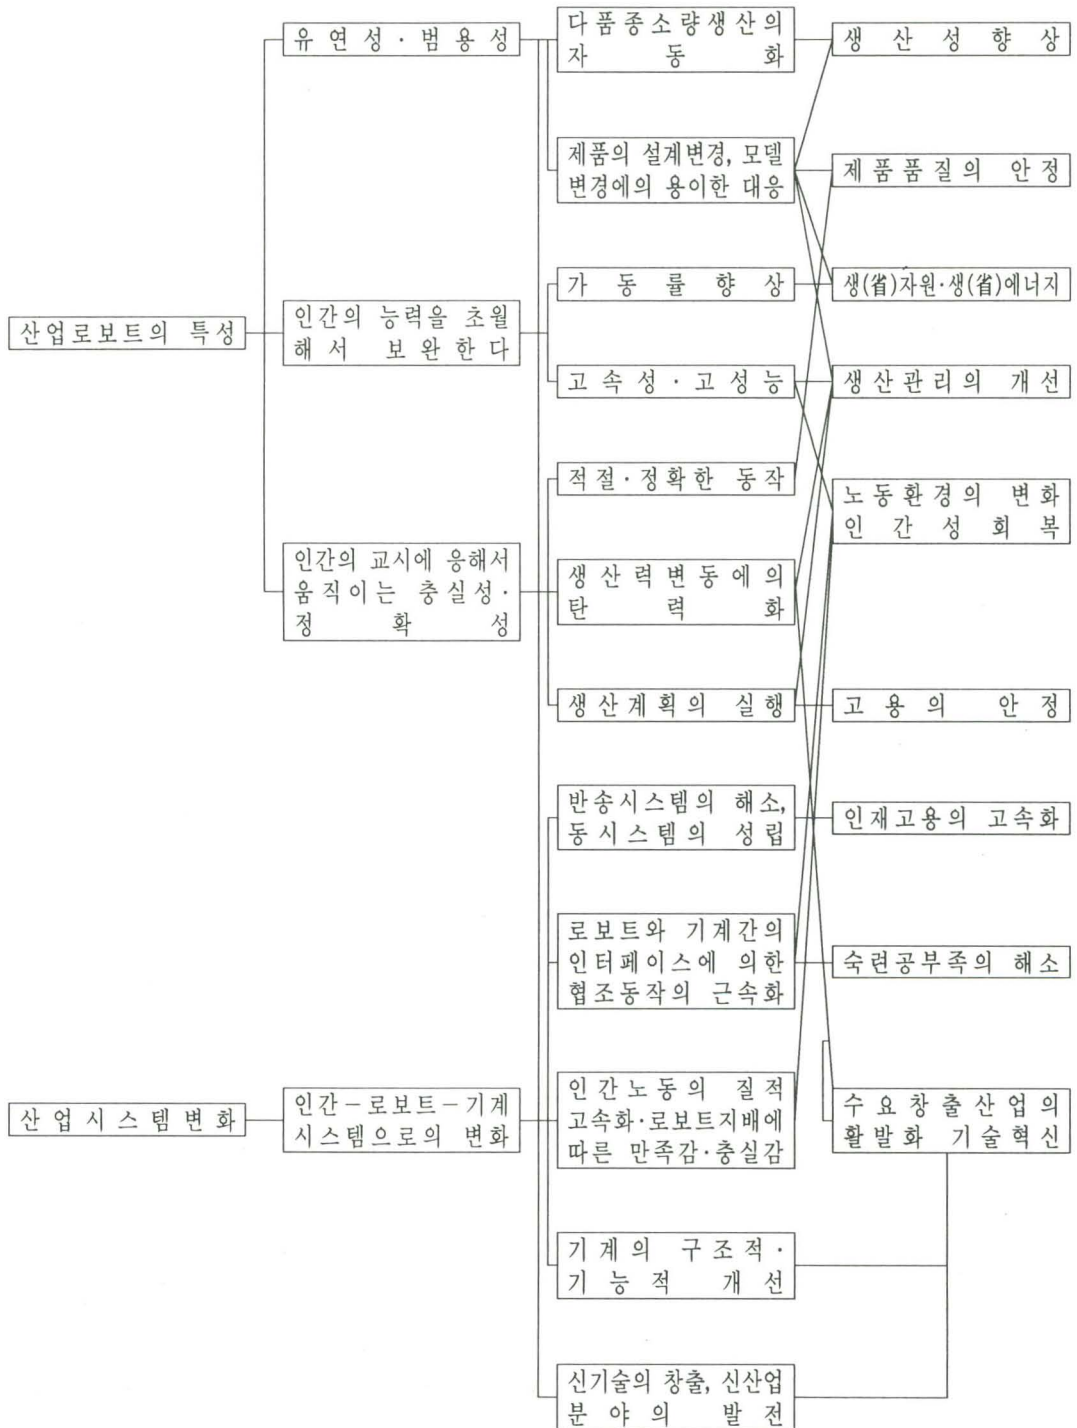 유연성·범용성
다품종소량생산의
자동화
생산성향상
제품의 설계변경, 모델
변경에의 용이한 대응
제품품질의 안정
가동률향상
생(省)자원·생(省)에너지
산업로보트의 특성
인간의 능력을 초월
해서 보완한다
고속성·고성능
생산관리의 개선
적절·정확한 동작
노동환경의 변화
인간성회복
인간의 교시에 응해서
움직이는 충실성·
정확성
생산력변동에의
탄력화
생산계획의 실행
고용의 안정
반송시스템의 해소,
동시스템의 성립
인재고용의 고속화
로보트와 기계간의
인터페이스에 의한
협조동작의 근속화
숙련공부족의 해소
산업시스템변화
인간-로보트-기계
시스템으로의 변화
인간노동의 질적
고속화·로보트지배에
따른 만족감·충실감
수요창출산업의
활발화 기술혁신
기계의 구조적·
기능적 개선
신기술의 창출, 신산업
분야의 발전